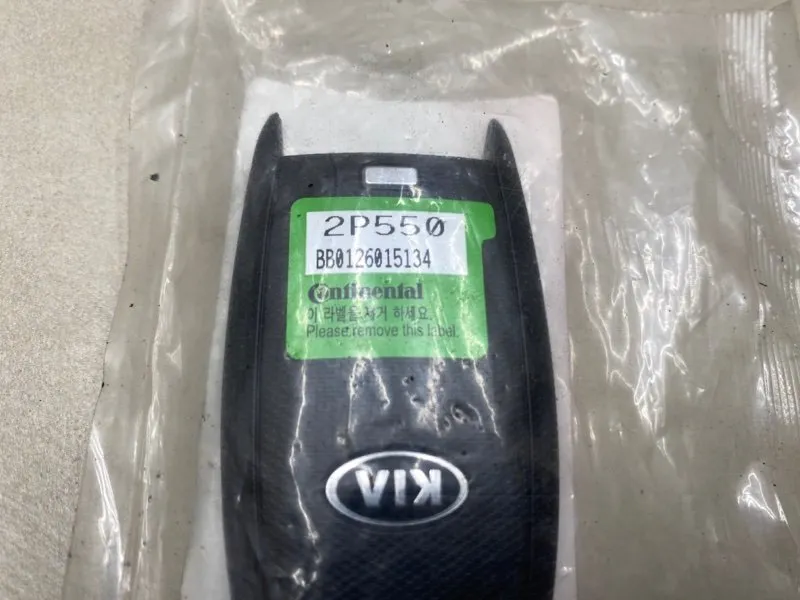 2P550
BB0126015134
Continental
이 라벨을 제거 하세요.
Please remove this label.
KIA